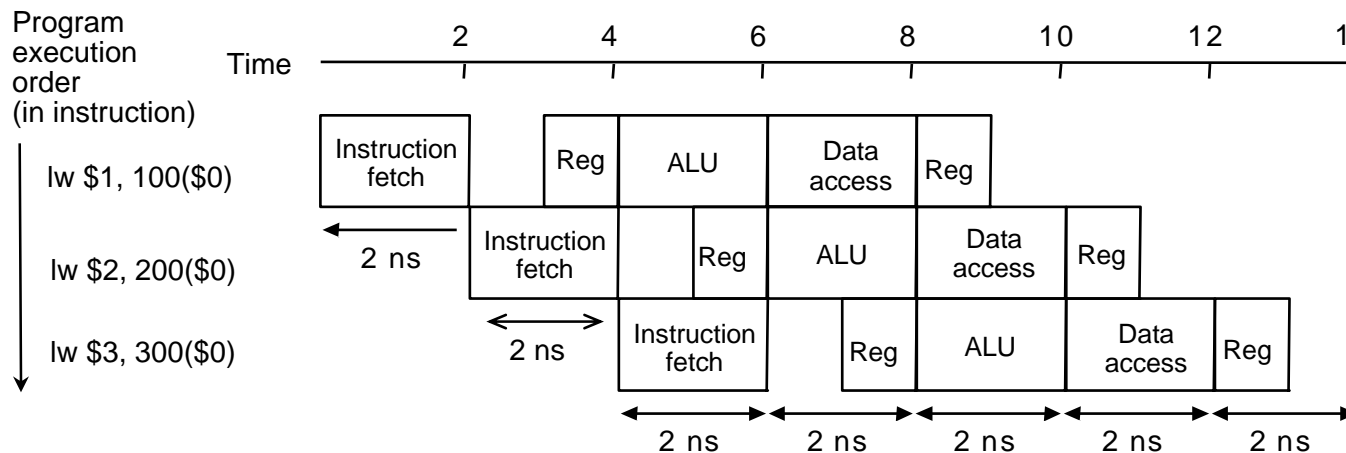 Program
execution
order
(in instruction)
Time
2 4 6 8 10 12 1
lw $1, 100($0)
Instruction
fetch
Reg
ALU
Data
access
Reg
2 ns
lw $2, 200($0)
Instruction
fetch
Reg
ALU
Data
access
Reg
2 ns
lw $3, 300($0)
Instruction
fetch
Reg
ALU
Data
access
Reg
2 ns 2 ns 2 ns 2 ns 2 ns